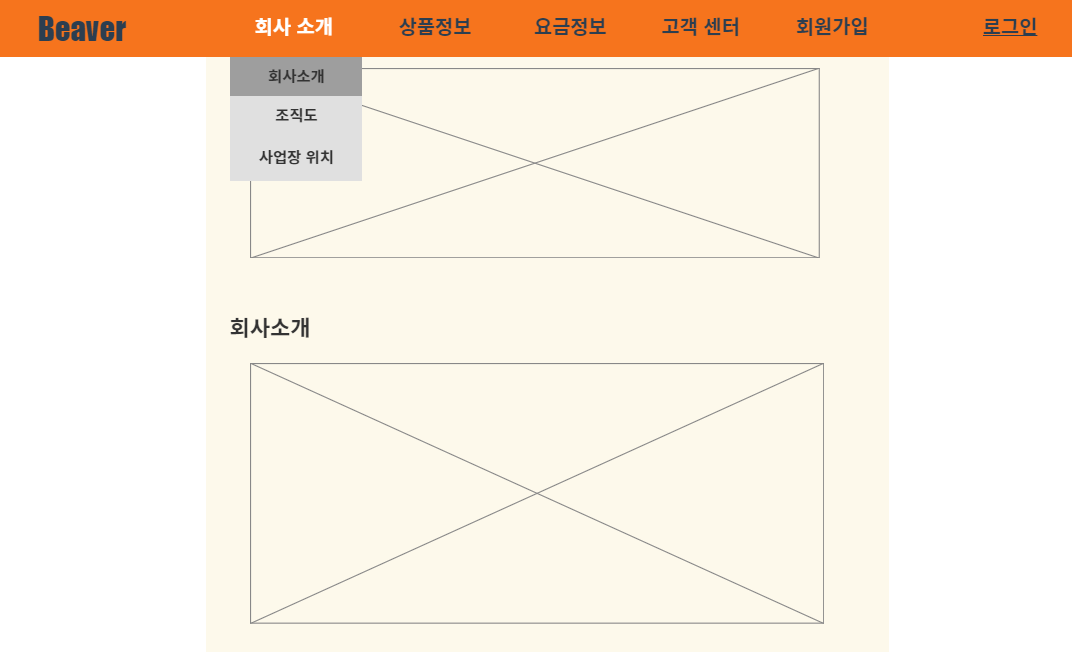 Beaver
회사 소개
상품정보
요금정보
고객 센터
회원가입
로그인
회사소개
조직도
사업장 위치
회사소개